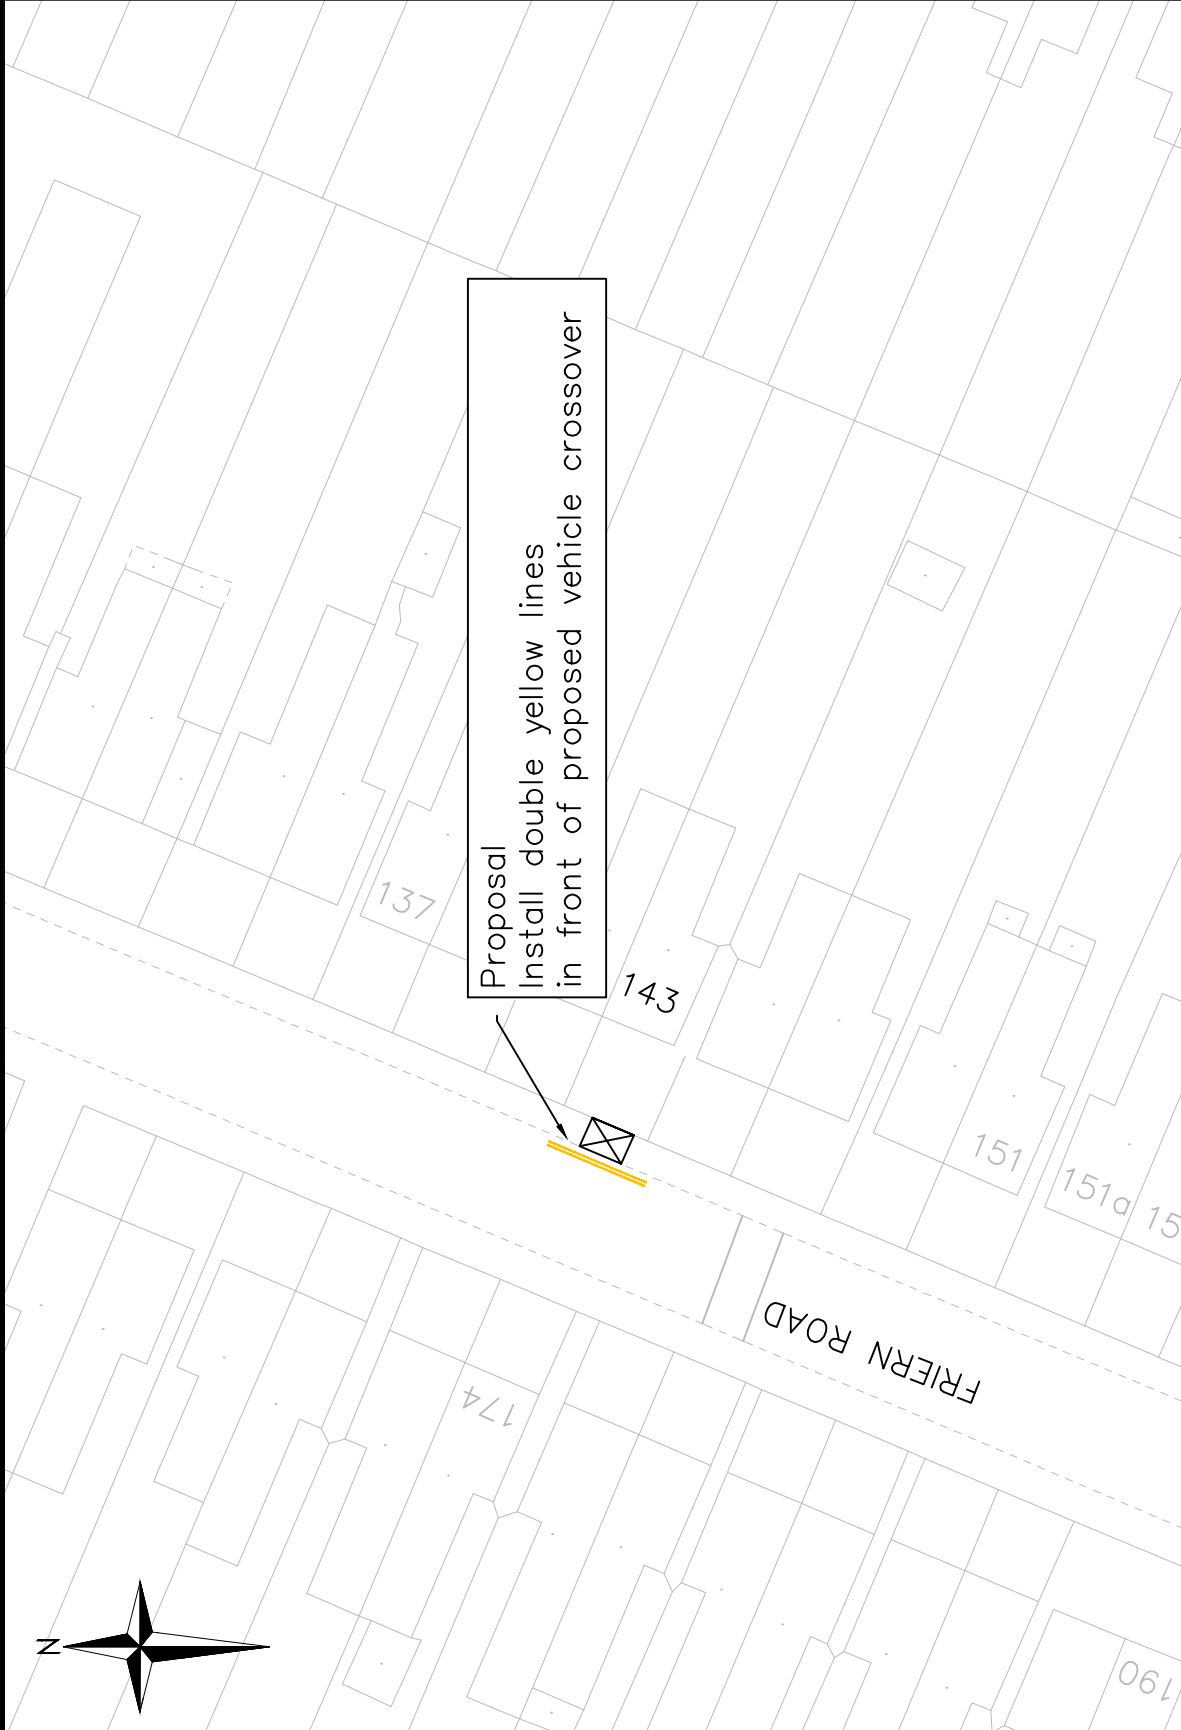 Proposal
Install double yellow lines
in front of proposed vehicle crossover
137
143
151
151a
174
190
FRIERN ROAD
N